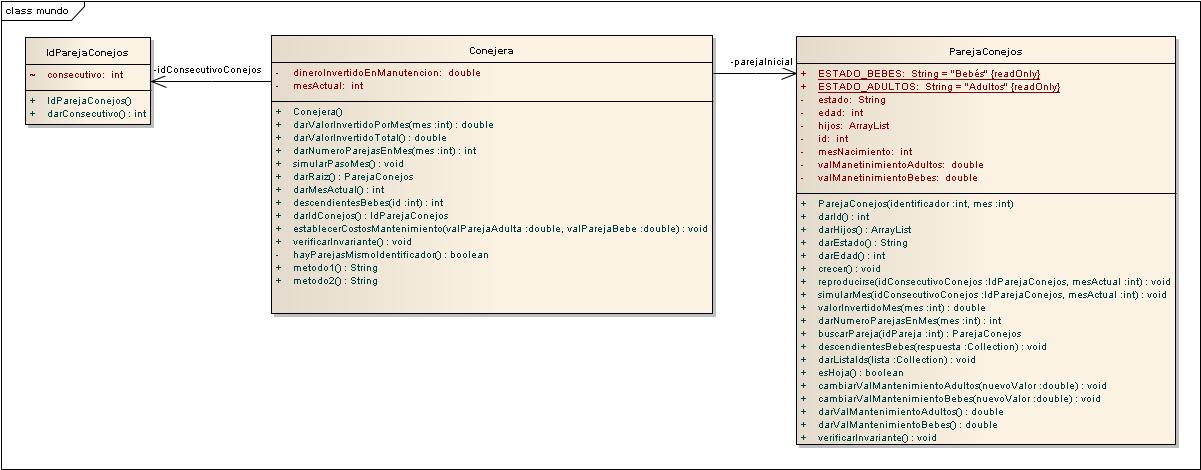 class mundo
IdParejaConejos
~ consecutivo: int
+ IdParejaConejos()
+ darConsecutivo() : int
-idConsecutivoConejos
Conejera
- dineroInvertidoEnManutencion: double
- mesActual: int
+ Conejera()
+ darValorInvertidoPorMes(mes :int) : double
+ darValorInvertidoTotal() : double
+ darNumeroParejasEnMes(mes :int) : int
+ simularPasoMes() : void
+ darRaiz() : ParejaConejos
+ darMesActual() : int
+ descendientesBebes(id :int) : int
+ darIdConejos() : IdParejaConejos
+ establecerCostosMantenimiento(valParejaAdulta :double, valParejaBebe :double) : void
+ verificarInvariante() : void
- hayParejasMismoIdentificador() : boolean
+ metodo1() : String
+ metodo2() : String
-parejaInicial
ParejaConejos
+ ESTADO_BEBES: String = "Bebés" {readOnly}
+ ESTADO_ADULTOS: String = "Adultos" {readOnly}
- estado: String
- edad: int
- hijos: ArrayList
- id: int
- mesNacimiento: int
- valManetinimientoAdultos: double
- valManetinimientoBebes: double
+ ParejaConejos(identificador :int, mes :int)
+ darId() : int
+ darHijos() : ArrayList
+ darEstado() : String
+ darEdad() : int
+ crecer() : void
+ reproducirse(idConsecutivoConejos :IdParejaConejos, mesActual :int) : void
+ simularMes(idConsecutivoConejos :IdParejaConejos, mesActual :int) : void
+ valorInvertidoMes(mes :int) : double
+ darNumeroParejasEnMes(mes :int) : int
+ buscarPareja(idPareja :int) : ParejaConejos
+ descendientesBebes(respuesta :Collection) : void
+ darListaIds(lista :Collection) : void
+ esHoja() : boolean
+ cambiarValMantenimientoAdultos(nuevoValor :double) : void
+ cambiarValMantenimientoBebes(nuevoValor :double) : void
+ darValMantenimientoAdultos() : double
+ darValMantenimientoBebes() : double
+ verificarInvariante() : void